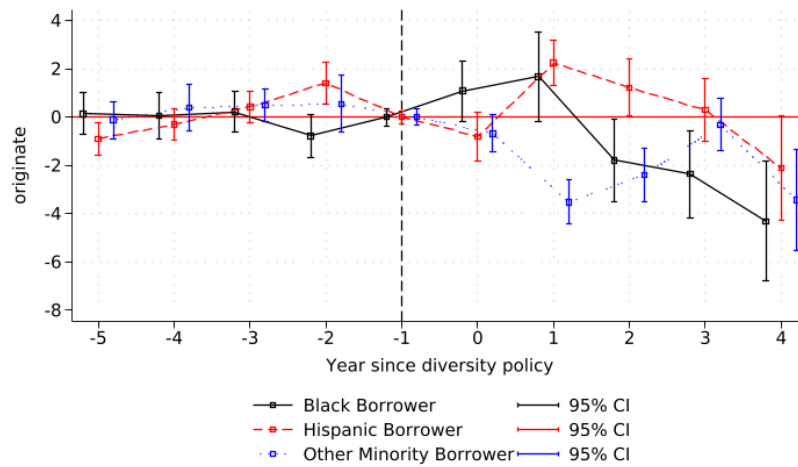 4
2
0
-2
-4
-6
-8
originate
-5 -4 -3 -2 -1 0 1 2 3 4
Year since diversity policy
Black Borrower 95% CI
Hispanic Borrower 95% CI
Other Minority Borrower 95% CI